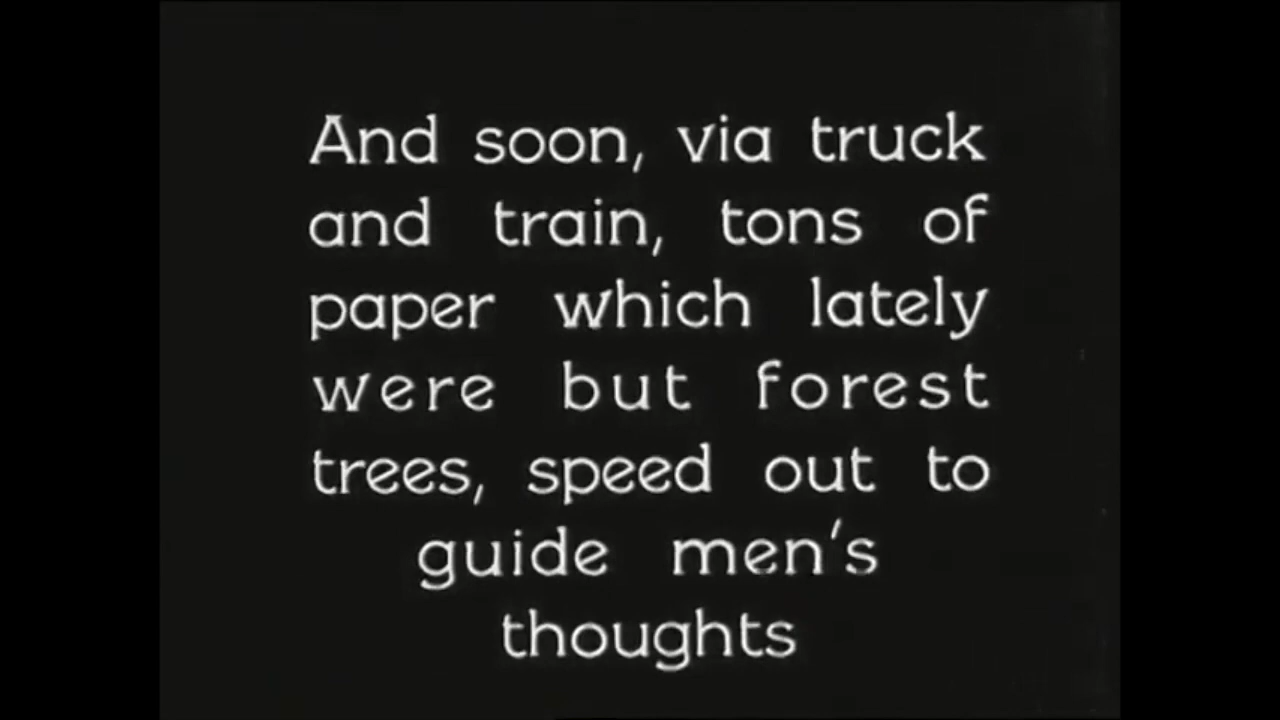 And soon, via truck
and train, tons of
paper which lately
were but forest
trees, speed out to
guide men's
thoughts